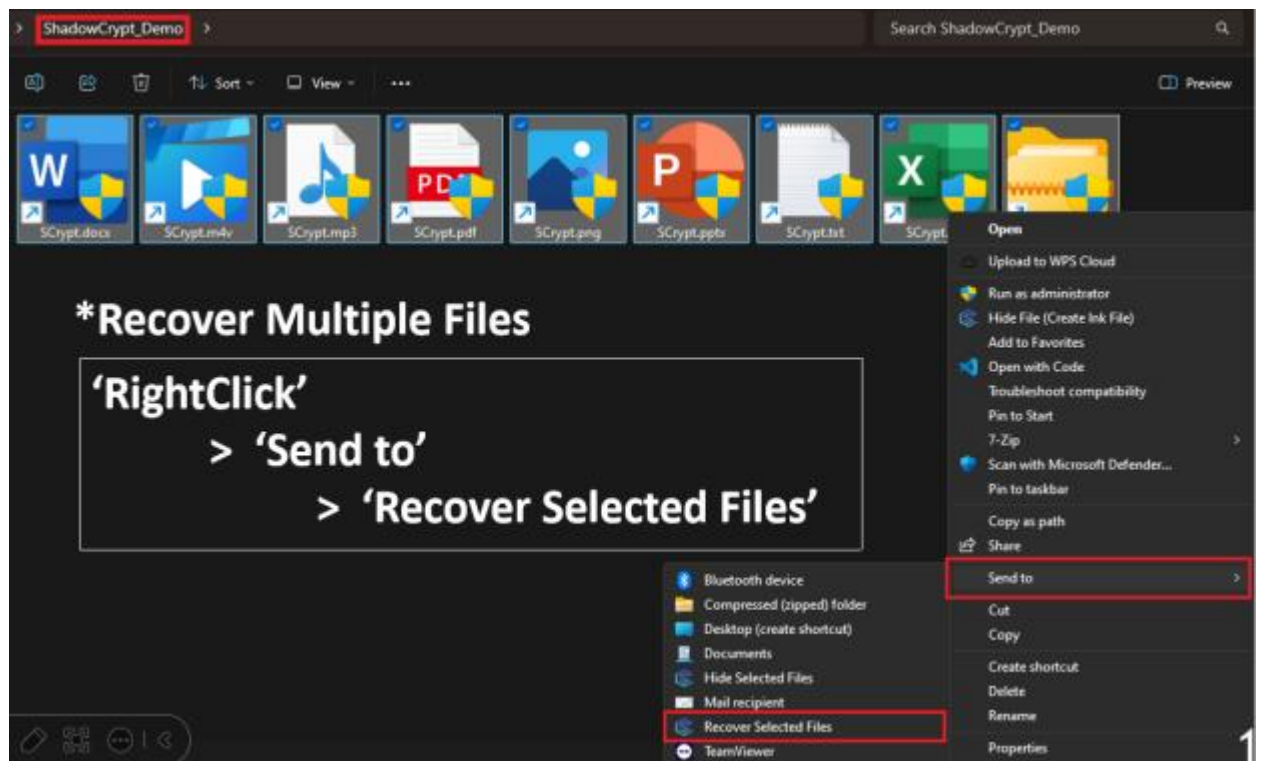 > ShadowCrypt_Demo >
Search ShadowCrypt_Demo
Sort
View
Preview
W
PDF
P
X
SCrypt.docx
SCrypt.m4v
SCrypt.mp3
SCrypt.pdf
SCrypt.png
SCrypt.pptx
SCrypt.txt
SCrypt.
*Recover Multiple Files
‘RightClick’
> ‘Send to’
> ‘Recover Selected Files’
Open
Upload to WPS Cloud
Run as administrator
Hide File (Create lnk File)
Add to Favorites
Open with Code
Troubleshoot compatibility
Pin to Start
7-Zip
Scan with Microsoft Defender...
Pin to taskbar
Copy as path
Share
Send to
Cut
Copy
Create shortcut
Delete
Rename
Properties
Bluetooth device
Compressed (zipped) folder
Desktop (create shortcut)
Documents
Hide Selected Files
Mail recipient
Recover Selected Files
TeamViewer
1